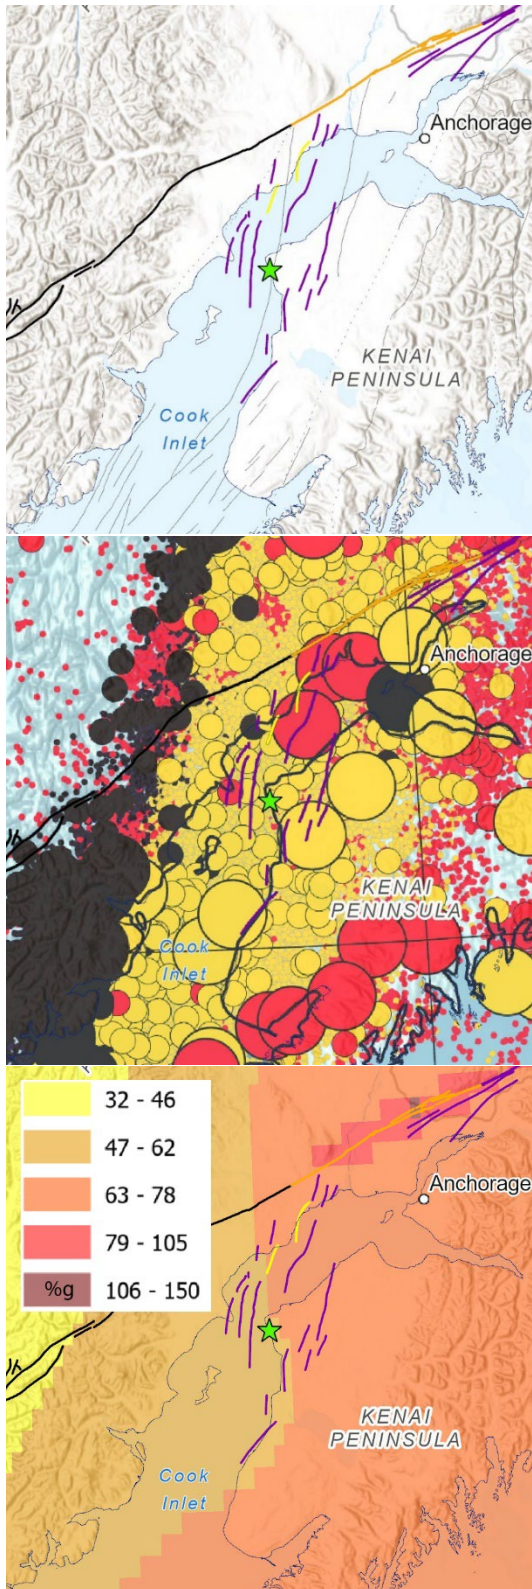 Anchorage
KENAI
PENINSULA
Cook
Inlet
Anchorage
KENAI
PENINSULA
Cook
Inlet
32 - 46
47 - 62
63 - 78
79 - 105
%g 106 - 150
Anchorage
KENAI
PENINSULA
Cook
Inlet